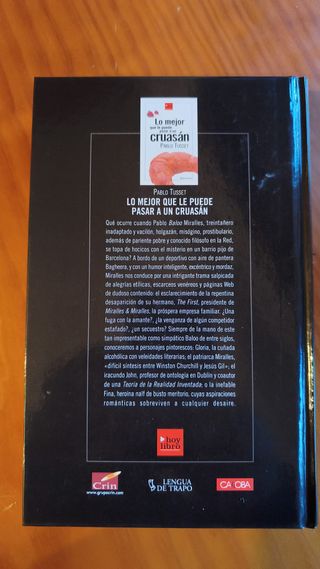 Lo mejor
que le puede
pasar a un
cruasán
PABLO TUSSET
PABLO TUSSET
LO MEJOR QUE LE PUEDE
PASAR A UN CRUASÁN
Qué ocurre cuando Pablo Baloo Miralles, treintañero
inadaptado y vacilón, holgazán, misógino, prostibulario,
además de pariente pobre y conocido filósofo en la Red,
se topa de hocicos con el misterio en un barrio pijo de
Barcelona? A bordo de un deportivo con aire de pantera
Bagheera, y con un humor inteligente, excéntrico y mordaz,
Miralles nos conduce por una intrigante trama salpicada
de alegrías etílicas, escarceos venéreos y páginas Web
de dudoso contenido: el esclarecimiento de la repentina
desaparición de su hermano, The First, presidente de
Miralles & Miralles, la próspera empresa familiar. ¿Una
fuga con la amante?, ¿la venganza de algún competidor
estafado?, ¿un secuestro? Siempre de la mano de este
tan impresentable como simpático Baloo de entre siglos,
conoceremos a personajes pintorescos: Gloria, la cuñada
alcohólica con veleidades literarias; el patriarca Miralles,
«difícil síntesis entre Winston Churchill y Jesús Gil»; el
iracundo John, profesor de ontología en Dublín y coautor
de una Teoría de la Realidad Inventada; o la inefable
Fina, heroína naïf de busto meritorio, cuyas aspiraciones
románticas sobreviven a cualquier desaire.
hoy
libro
Crin
www.grupocrin.com
LENGUA
DE TRAPO